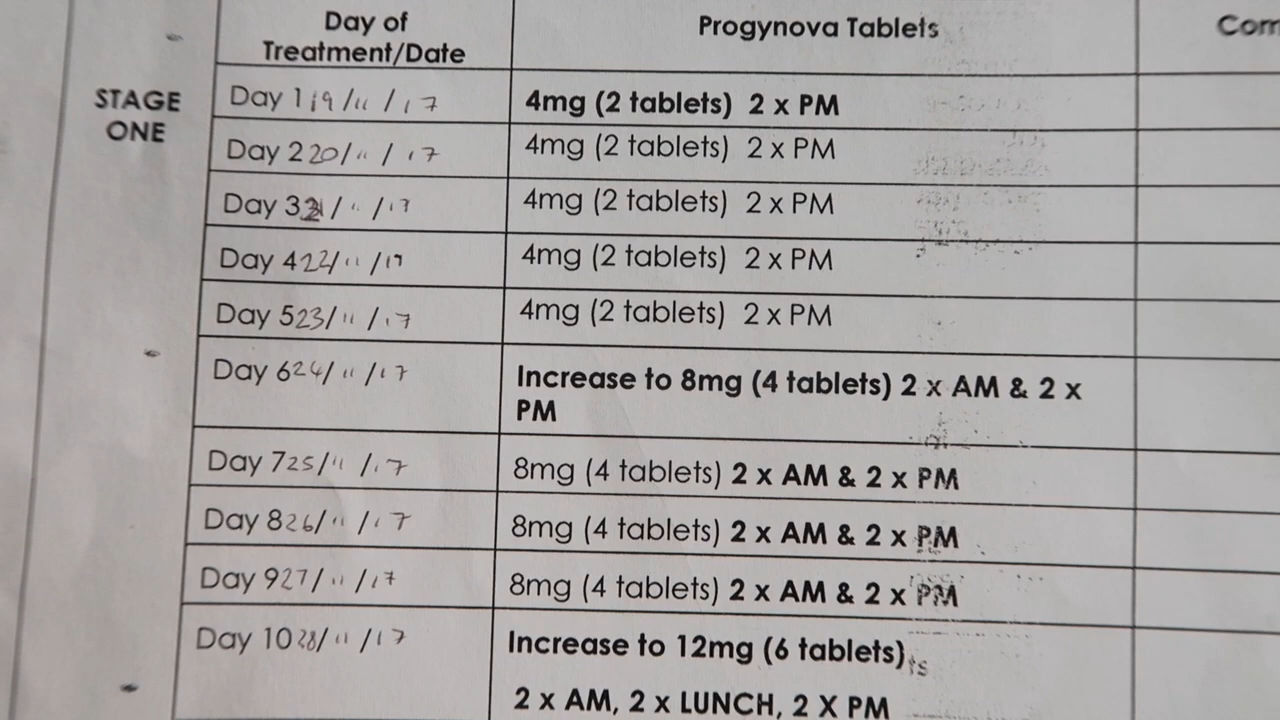 Day of
Treatment/Date
Progynova Tablets
STAGE
ONE
Day 1 19/11/17
4mg (2 tablets) 2 x PM
Day 2 20/11/17
4mg (2 tablets) 2 x PM
Day 3 21/11/17
4mg (2 tablets) 2 x PM
Day 4 22/11/17
4mg (2 tablets) 2 x PM
Day 5 23/11/17
4mg (2 tablets) 2 x PM
Day 6 24/11/17
Increase to 8mg (4 tablets) 2 x AM & 2 x
PM
Day 7 25/11/17
8mg (4 tablets) 2 x AM & 2 x PM
Day 8 26/11/17
8mg (4 tablets) 2 x AM & 2 x PM
Day 9 27/11/17
8mg (4 tablets) 2 x AM & 2 x PM
Day 10 28/11/17
Increase to 12mg (6 tablets)
2 x AM, 2 x LUNCH, 2 X PM